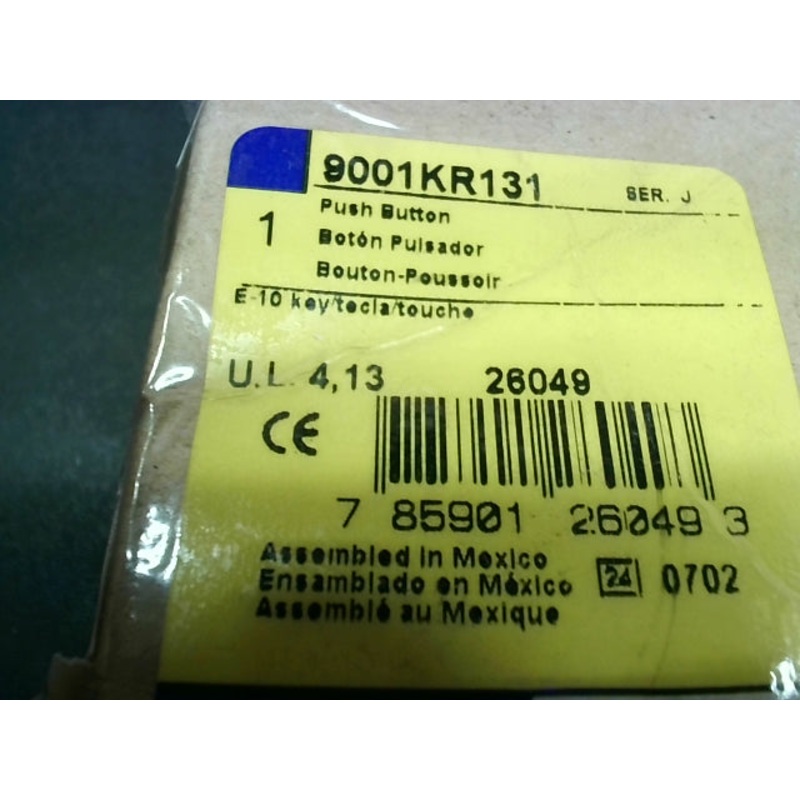 9001KR131 SER. J
1 Push Button
Botón Pulsador
Bouton-Poussoir
E-10 key/tecla/touche
U.L. 4,13 26049
CE
7 85901 26049 3
Assembled in Mexico
Ensamblado en México 24 0702
Assemblé au Mexique